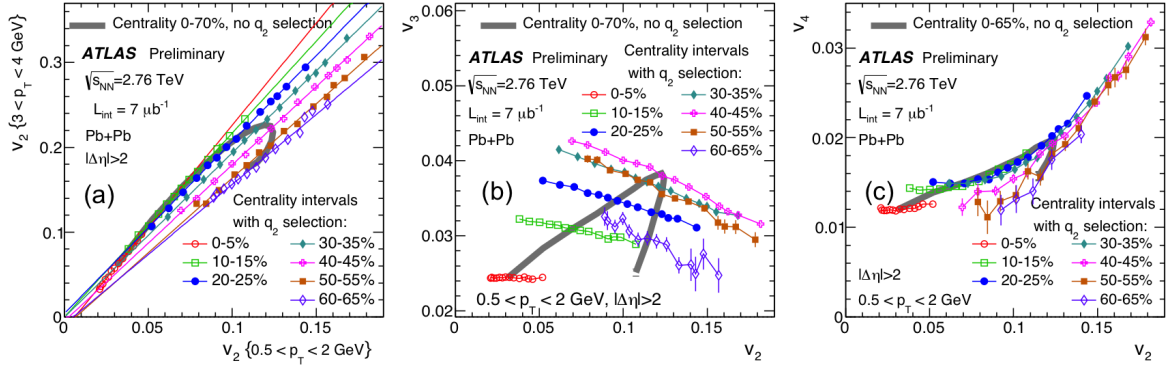 v2 {3 < pT < 4 GeV}
0.4
0.3
0.2
0.1
0
Centrality 0-70%, no q2 selection
ATLAS Preliminary
√sNN=2.76 TeV
Lint = 7 μb-1
Pb+Pb
|Δη|>2
(a)
Centrality intervals
with q2 selection:
0-5% 30-35%
10-15% 40-45%
20-25% 50-55%
60-65%
0 0.05 0.1 0.15
v2 {0.5 < pT < 2 GeV}
v3
0.06
0.05
0.04
0.03
0.02
Centrality 0-70%, no q2 selection
ATLAS Preliminary
√sNN=2.76 TeV
Lint = 7 μb-1
Pb+Pb
Centrality intervals
with q2 selection:
0-5% 30-35%
10-15% 40-45%
20-25% 50-55%
60-65%
(b)
0.5 < pT < 2 GeV, |Δη|>2
0 0.05 0.1 0.15
v2
v4
0.03
0.02
0.01
0
Centrality 0-65%, no q2 selection
ATLAS Preliminary
√sNN=2.76 TeV
Lint = 7 μb-1
Pb+Pb
(c)
Centrality intervals
with q2 selection:
0-5% 30-35%
10-15% 40-45%
20-25% 50-55%
60-65%
|Δη|>2
0.5 < pT < 2 GeV
0 0.05 0.1 0.15
v2